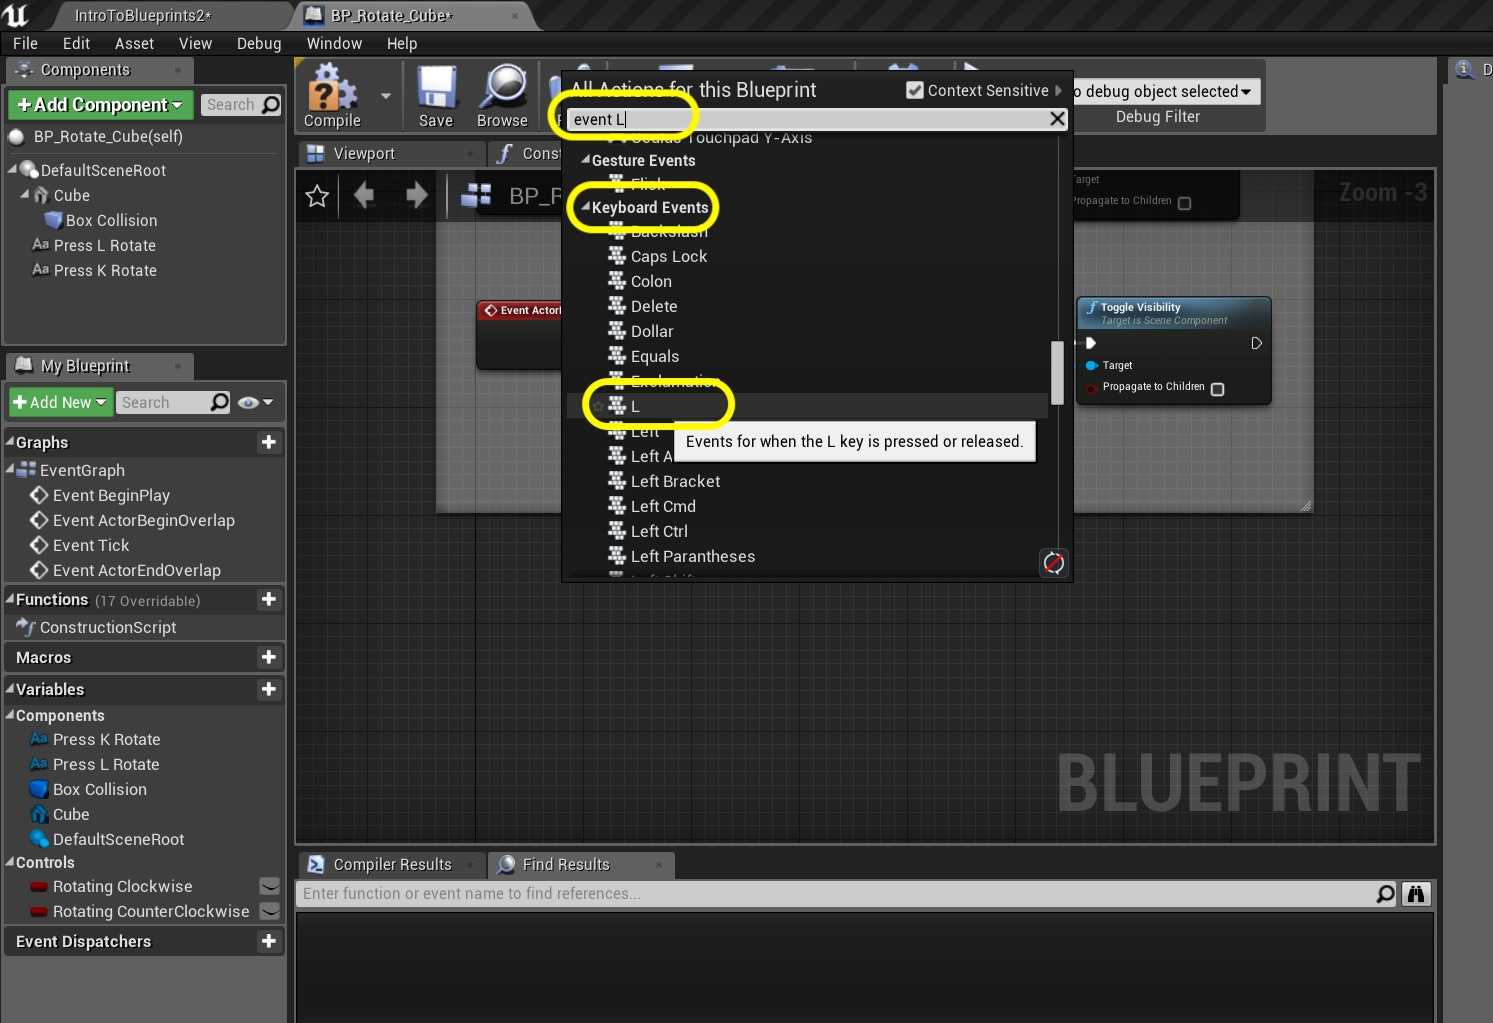 IntroToBlueprints2*
BP_Rotate_Cube*
File Edit Asset View Debug Window Help
Components
+Add Component
Search
BP_Rotate_Cube(self)
DefaultSceneRoot
Cube
Box Collision
Press L Rotate
Press K Rotate
My Blueprint
+Add New
Search
Graphs
EventGraph
Event BeginPlay
Event ActorBeginOverlap
Event Tick
Event ActorEndOverlap
Functions (17 Overridable)
ConstructionScript
Macros
Variables
Components
Press K Rotate
Press L Rotate
Box Collision
Cube
DefaultSceneRoot
Controls
Rotating Clockwise
Rotating CounterClockwise
Event Dispatchers
Compile
Save
Browse
o debug object selected
Debug Filter
D
Viewport
Cons
BP_R
Zoom -3
All Actions for this Blueprint
Context Sensitive
event L
Oculus Touchpad Y-Axis
Gesture Events
Flick
Keyboard Events
Backslash
Caps Lock
Colon
Delete
Dollar
Equals
Exclamation
L
Left
Events for when the L key is pressed or released.
Left A
Left Bracket
Left Cmd
Left Ctrl
Left Parantheses
Left Shift
Target
Propagate to Children
Event Actor
Toggle Visibility
Target is Scene Component
Target
Propagate to Children
BLUEPRINT
Compiler Results
Find Results
Enter function or event name to find references...